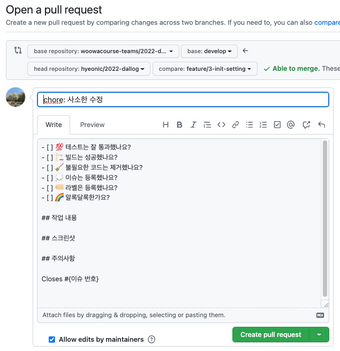 Open a pull request
Create a new pull request by comparing changes across two branches. If you need to, you can also compare
base repository: woowacourse-teams/2022-d...
base: develop
head repository: hyeonic/2022-dallog
compare: feature/3-init-setting
Able to merge. These
chore: 사소한 수정
Write Preview
- [ ] 💯 테스트는 잘 통과했나요?
- [ ] 🏗️ 빌드는 성공했나요?
- [ ] 🧹 불필요한 코드는 제거했나요?
- [ ] 💭 이슈는 등록했나요?
- [ ] 🏷️ 라벨은 등록했나요?
- [ ] 🌈 알록달록한가요?
## 작업 내용
## 스크린샷
## 주의사항
Closes #{이슈 번호}
Attach files by dragging & dropping, selecting or pasting them.
Allow edits by maintainers
Create pull request